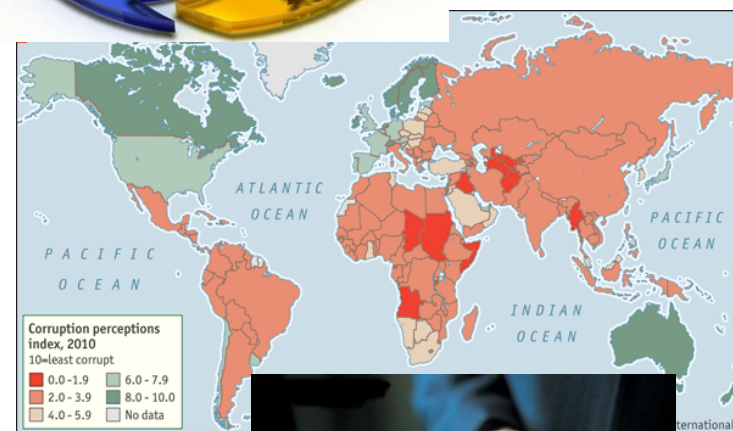 ATLANTIC
OCEAN
PACIFIC
OCEAN
PACIFIC
OCEAN
INDIAN
OCEAN
Corruption perceptions
index, 2010
10=least corrupt
0.0 - 1.9
6.0 - 7.9
2.0 - 3.9
8.0 - 10.0
4.0 - 5.9
No data
ternational